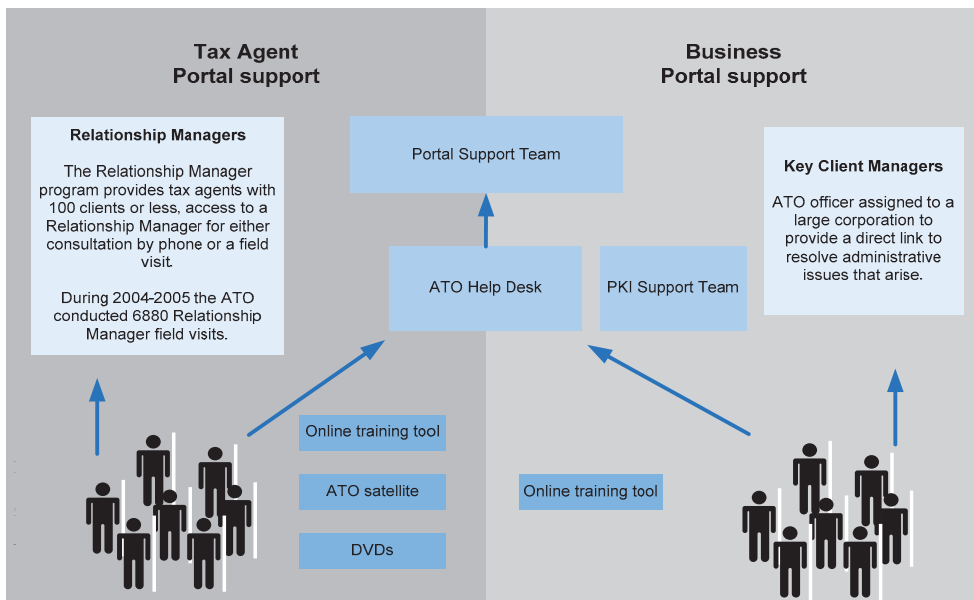 Tax Agent
Portal support
Business
Portal support
Relationship Managers
The Relationship Manager
program provides tax agents with
100 clients or less, access to a
Relationship Manager for either
consultation by phone or a field
visit.
During 2004-2005 the ATO
conducted 6880 Relationship
Manager field visits.
Portal Support Team
Key Client Managers
ATO officer assigned to a
large corporation to
provide a direct link to
resolve administrative
issues that arise.
ATO Help Desk
PKI Support Team
Online training tool
ATO satellite
DVDs
Online training tool